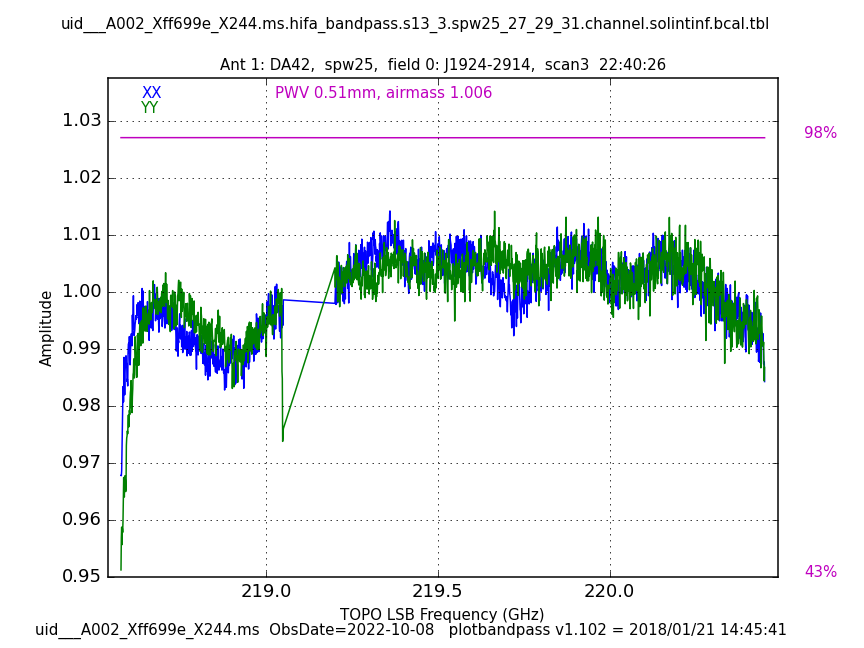 uid___A002_Xff699e_X244.ms.hifa_bandpass.s13_3.spw25_27_29_31.channel.solintinf.bcal.tbl
Ant 1: DA42,  spw25,  field 0: J1924-2914,  scan3  22:40:26
XX
PWV 0.51mm, airmass 1.006
YY
1.03
98%
1.02
1.01
1.00
0.99
0.98
0.97
0.96
0.95
43%
Amplitude
219.0
219.5
220.0
TOPO LSB Frequency (GHz)
uid___A002_Xff699e_X244.ms  ObsDate=2022-10-08   plotbandpass v1.102 = 2018/01/21 14:45:41